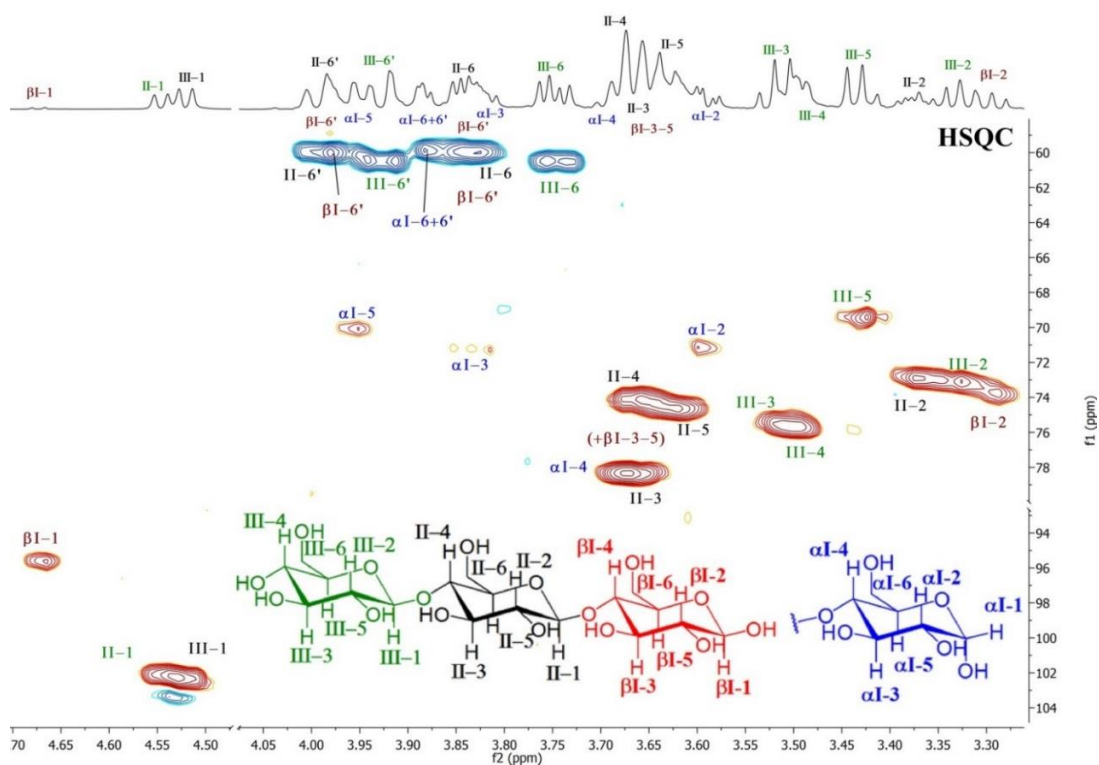 II–4
II–6' III–6' III–6 III–3 III–5
II–6 II–5 III–2
βI–1 II–1 III–1 II–2 βI–2
βI–6' αI–5 αI–6+6' βI–6' αI–3 αI–4 II–3 αI–2 III–4
βI–3–5
HSQC
II–6' III–6' II–6 III–6
βI–6' βI–6'
αI–6+6'
αI–5 αI–2 III–5
αI–3 II–4 III–2
III–3 II–2
II–5 βI–2
(+βI–3–5) III–4
αI–4
II–3
βI–1
II–1 III–1
III–4 OH III–2 II–4 OH II–2 βI–4 OH βI–2 αI–4 OH αI–2
H III–6 H H II–6 H H βI–6 H H αI–6 H αI–1
HO O O O O O O O O H
HO OH HO OH HO OH OH HO OH OH
H III–5 H H II–5 H H βI–5 H H αI–5
III–3 III–1 II–3 II–1 βI–3 βI–1 αI–3
60
62
64
66
68
70
72
74
76
78
94
96
98
100
102
104
f1 (ppm)
70 4.65 4.55 4.50 4.05 4.00 3.95 3.90 3.85 3.80 3.75 3.70 3.65 3.60 3.55 3.50 3.45 3.40 3.35 3.30
f2 (ppm)